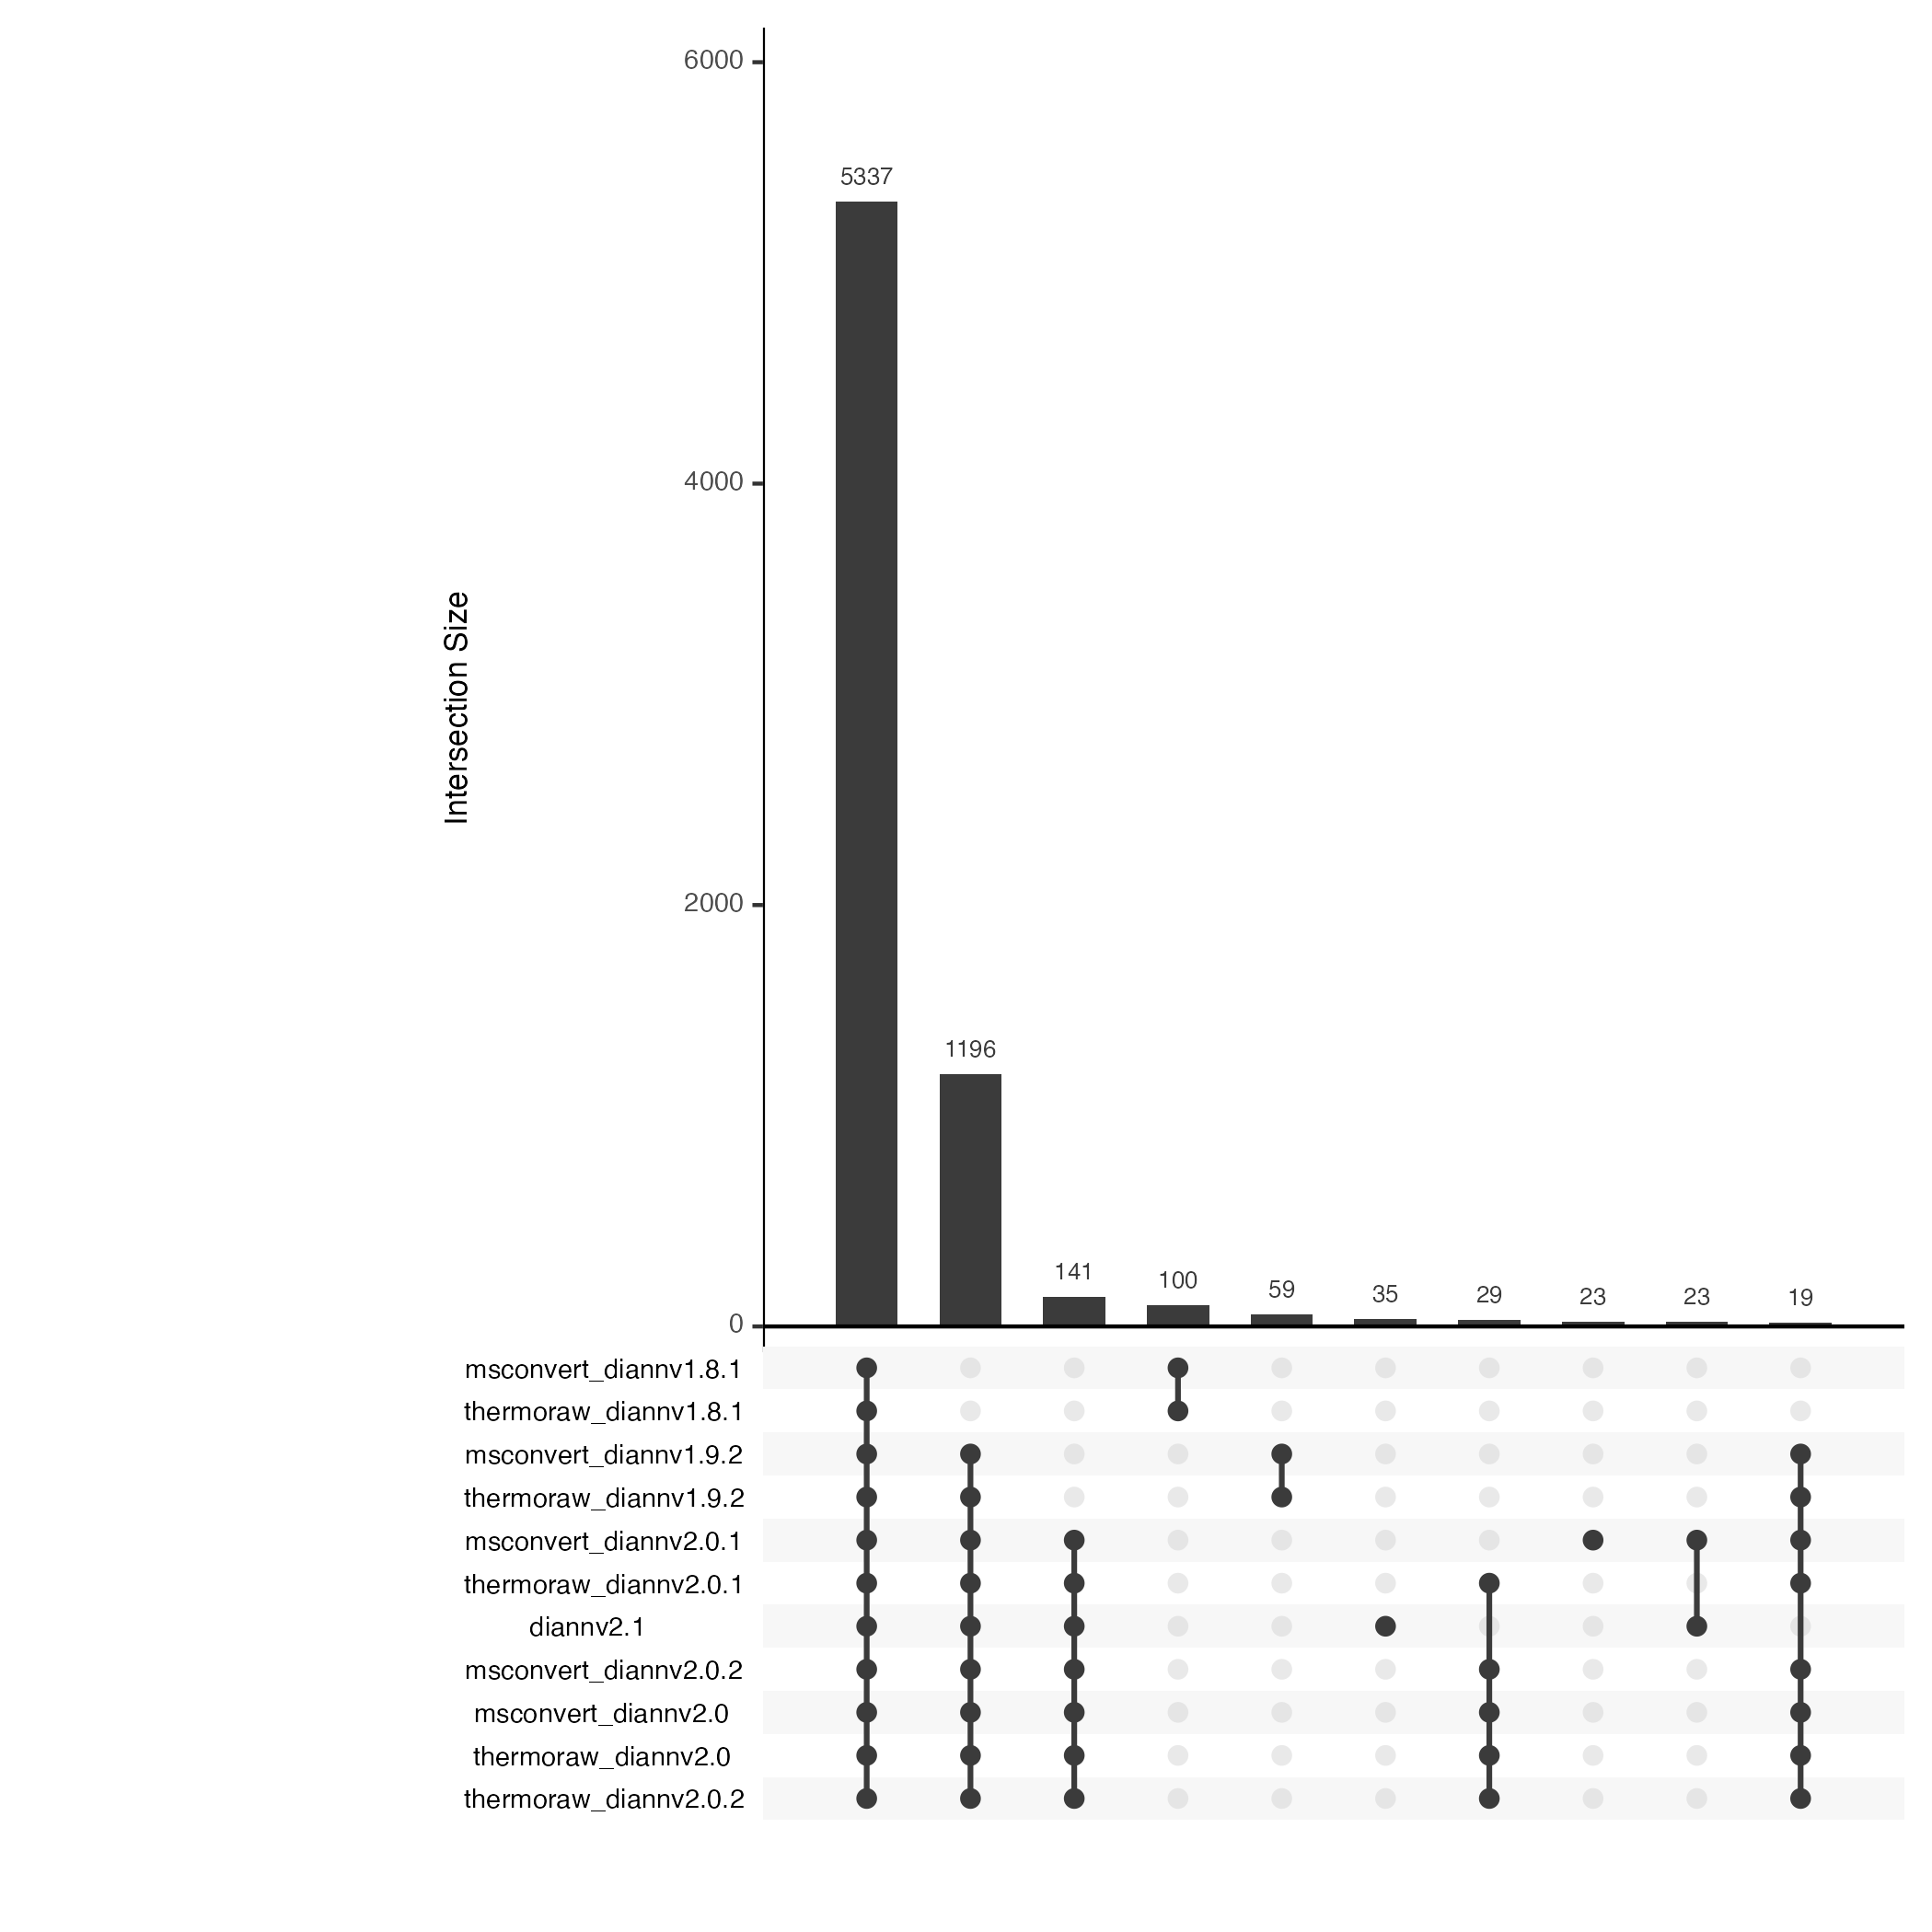 6000
4000
2000
0
Intersection Size
5337
1196
141
100
59
35
29
23
23
19
msconvert_diannv1.8.1
thermoraw_diannv1.8.1
msconvert_diannv1.9.2
thermoraw_diannv1.9.2
msconvert_diannv2.0.1
thermoraw_diannv2.0.1
diannv2.1
msconvert_diannv2.0.2
msconvert_diannv2.0
thermoraw_diannv2.0
thermoraw_diannv2.0.2